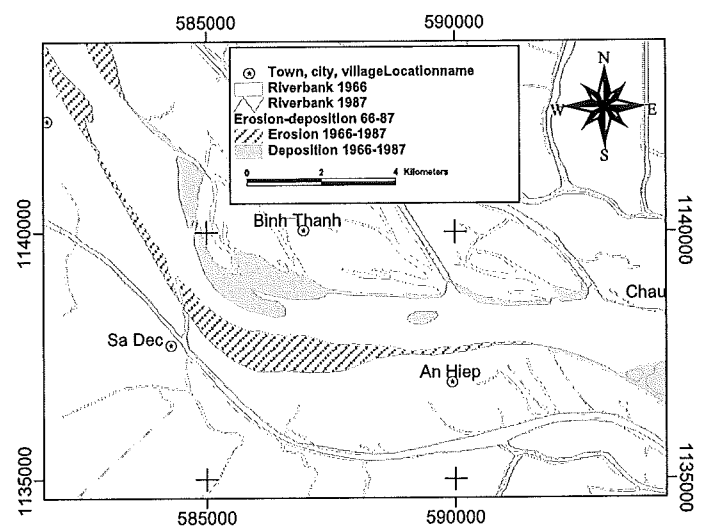 585000 590000
N
W E
S
Town, city, villageLocationname
Riverbank 1966
Riverbank 1987
Erosion-deposition 66-87
Erosion 1966-1987
Deposition 1966-1987
0 2 4 Kilometers
1140000 1140000
Binh Thanh
Chau
Sa Dec
An Hiep
1135000 1135000
585000 590000